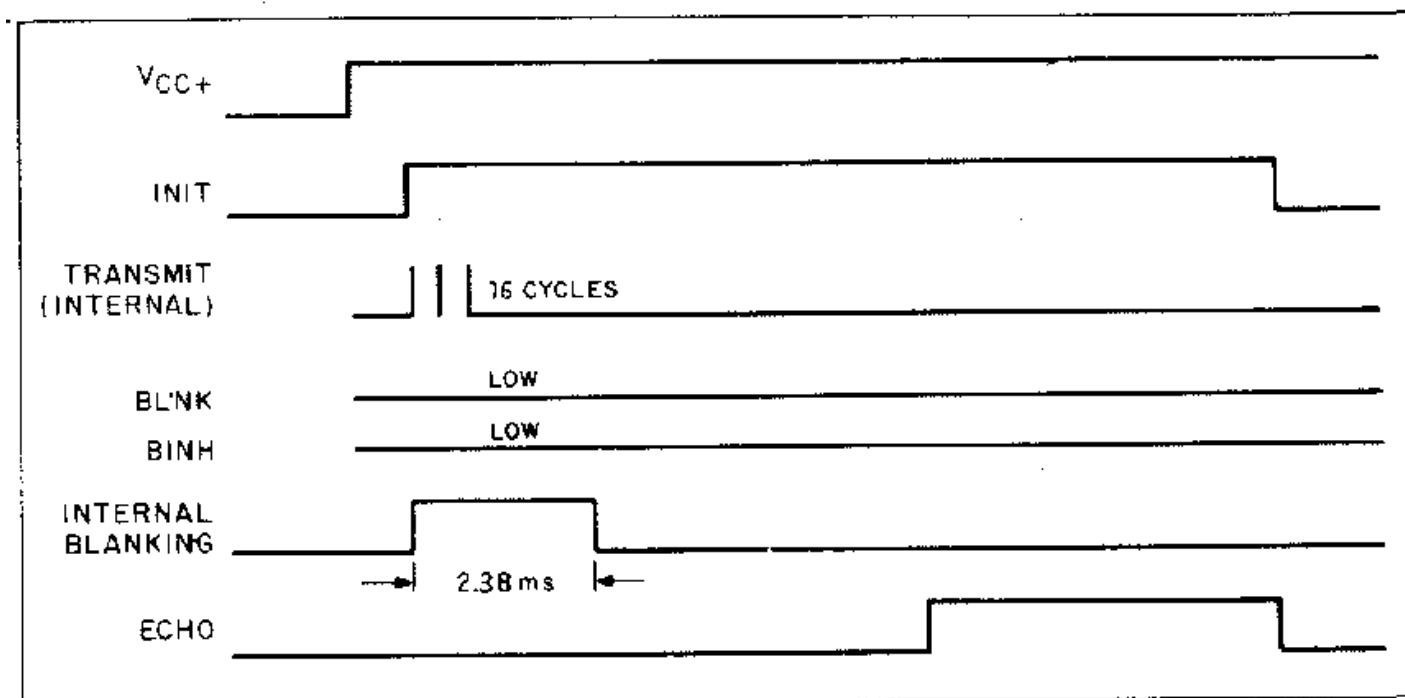 VCC+
INIT
TRANSMIT
(INTERNAL)
16 CYCLES
LOW
BLNK
LOW
BINH
INTERNAL
BLANKING
2.38 ms
ECHO